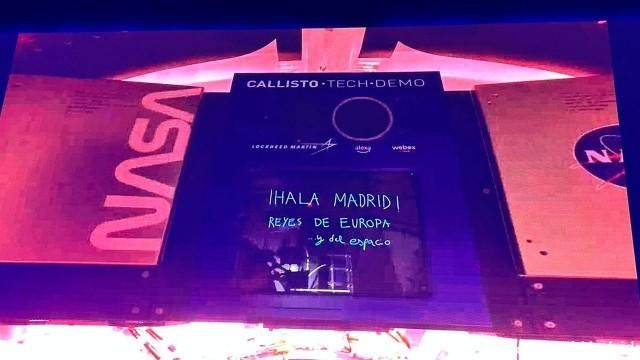 CALLISTO·TECH·DEMO
NASA
LOCKHEED MARTIN
alexa
webex
¡HALA MADRID!
REYES DE EUROPA
...y del espacio